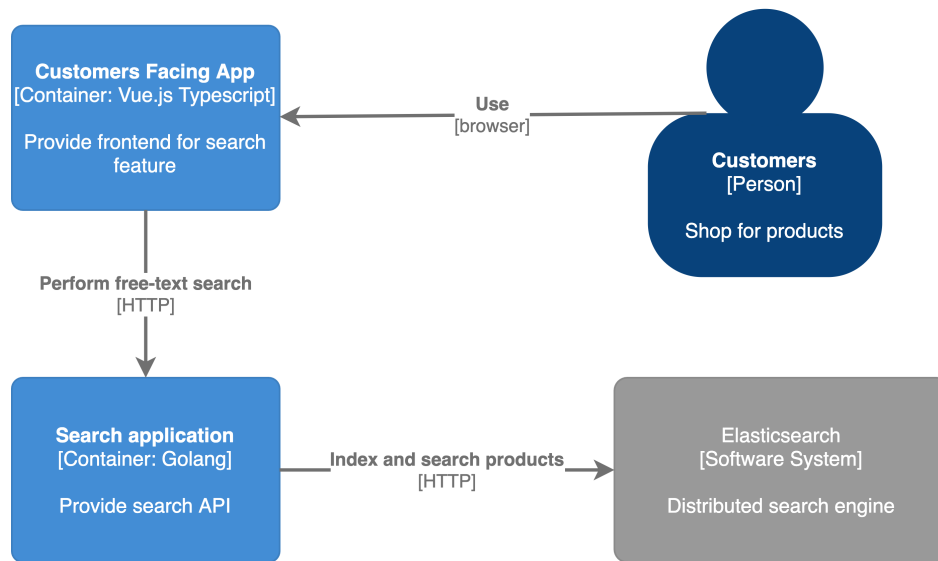 Customers Facing App
[Container: Vue.js Typescript]
Provide frontend for search
feature
Use
[browser]
Customers
[Person]
Shop for products
Perform free-text search
[HTTP]
Search application
[Container: Golang]
Provide search API
Index and search products
[HTTP]
Elasticsearch
[Software System]
Distributed search engine